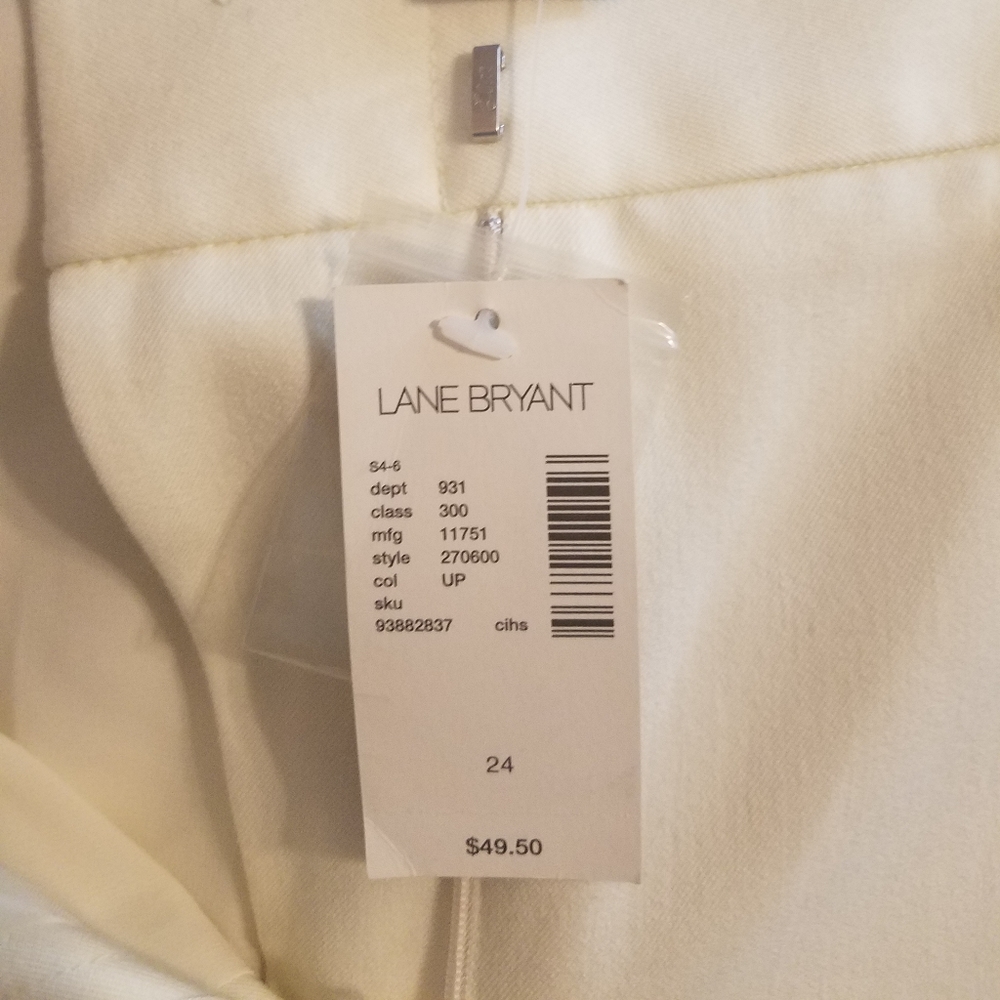 LANE BRYANT
S4-6
dept 931
class 300
mfg 11751
style 270600
col UP
sku
93882837 cihs
24
$49.50